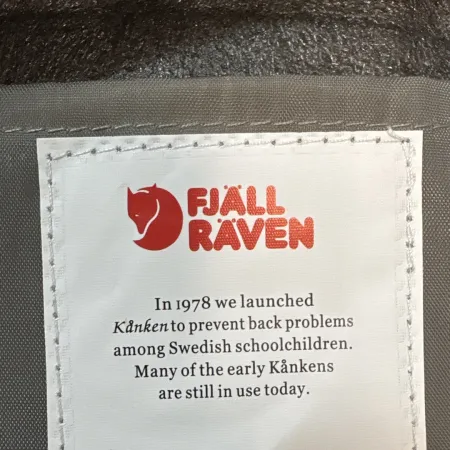 FJÄLL
RÄVEN
In 1978 we launched
Kånken to prevent back problems
among Swedish schoolchildren.
Many of the early Kånkens
are still in use today.